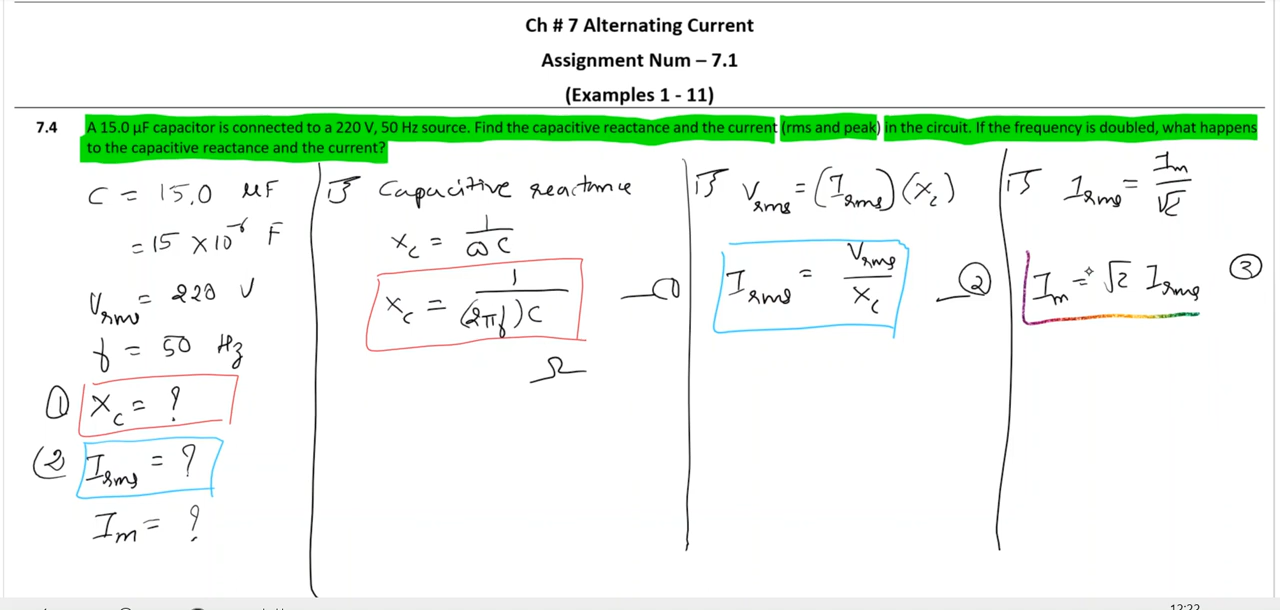 Ch # 7 Alternating Current
Assignment Num – 7.1
(Examples 1 - 11)
7.4 A 15.0 µF capacitor is connected to a 220 V, 50 Hz source. Find the capacitive reactance and the current (rms and peak) in the circuit. If the frequency is doubled, what happens
to the capacitive reactance and the current?
C = 15.0 µF
= 15 × 10⁻⁶ F
Vrms = 220 V
f = 50 Hz
① Xc = ?
② Irms = ?
Im = ?
Capacitive reactance
Xc = 1/ωC
Xc = 1/(2πf)C —①
Ω
Vrms = (Irms)(Xc)
Irms = Vrms/Xc —②
Irms = Im/√2
Im = √2 Irms ③
12:22